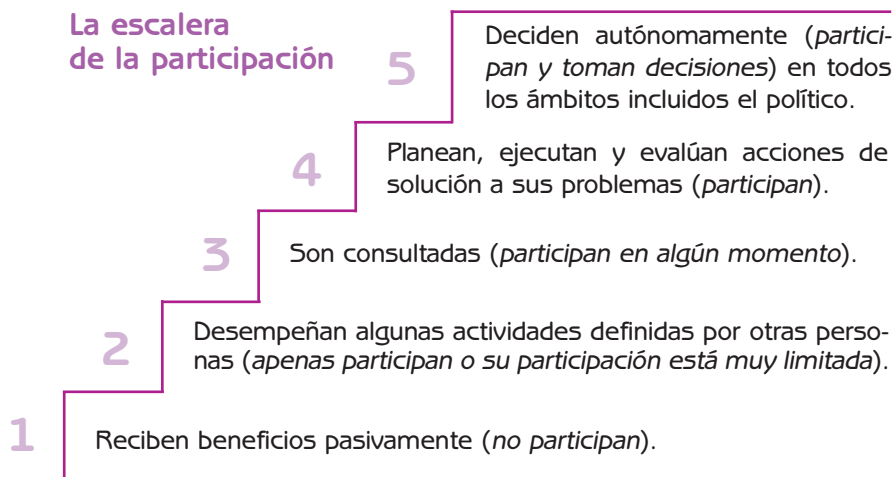 La escalera
de la participación
5
Deciden autónomamente (partici-
pan y toman decisiones) en todos
los ámbitos incluidos el político.
4
Planean, ejecutan y evalúan acciones de
solución a sus problemas (participan).
3
Son consultadas (participan en algún momento).
2
Desempeñan algunas actividades definidas por otras perso-
nas (apenas participan o su participación está muy limitada).
1
Reciben beneficios pasivamente (no participan).